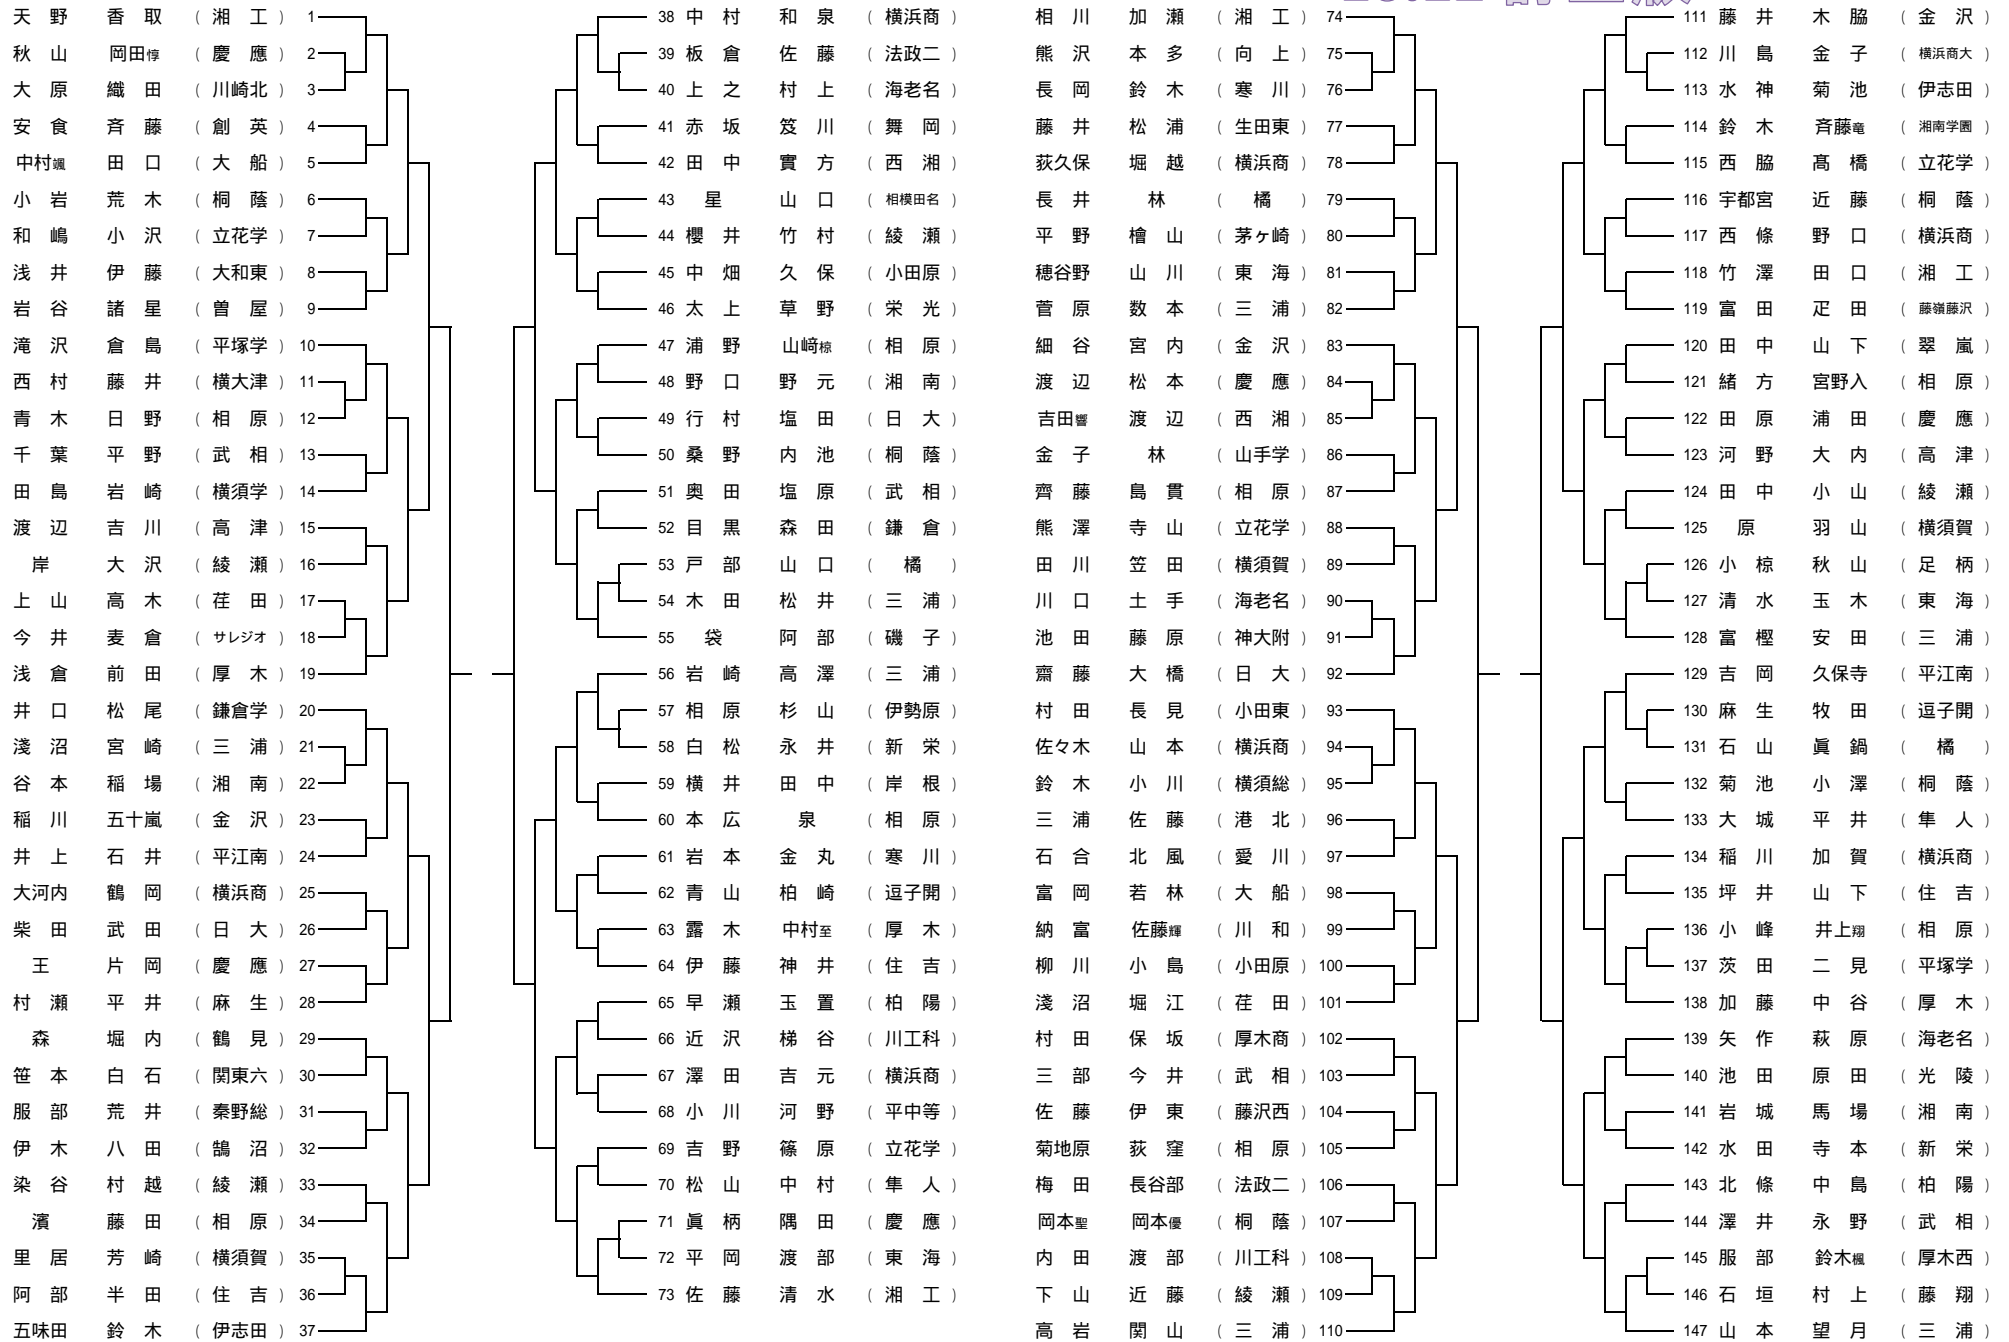 天野 香取 (湘工) 1
秋山 岡田惇 (慶應) 2
大原 織田 (川崎北) 3
安食 斉藤 (創英) 4
中村颯 田口 (大船) 5
小岩 荒木 (桐蔭) 6
和嶋 小沢 (立花学) 7
浅井 伊藤 (大和東) 8
岩谷 諸星 (曽屋) 9
滝沢 倉島 (平塚学) 10
西村 藤井 (横大津) 11
青木 日野 (相原) 12
千葉 平野 (武相) 13
田島 岩崎 (横須学) 14
渡辺 吉川 (高津) 15
岸 大沢 (綾瀬) 16
上山 高木 (荏田) 17
今井 麦倉 (サレジオ) 18
浅倉 前田 (厚木) 19
井口 松尾 (鎌倉学) 20
淺沼 宮崎 (三浦) 21
谷本 稲場 (湘南) 22
稲川 五十嵐 (金沢) 23
井上 石井 (平江南) 24
大河内 鶴岡 (横浜商) 25
柴田 武田 (日大) 26
王 片岡 (慶應) 27
村瀬 平井 (麻生) 28
森 堀内 (鶴見) 29
笹本 白石 (関東六) 30
服部 荒井 (秦野総) 31
伊木 八田 (鵠沼) 32
染谷 村越 (綾瀬) 33
濱 藤田 (相原) 34
里居 芳崎 (横須賀) 35
阿部 半田 (住吉) 36
五味田 鈴木 (伊志田) 37
38 中村 和泉 (横浜商)
39 板倉 佐藤 (法政二)
40 上之 村上 (海老名)
41 赤坂 笈川 (舞岡)
42 田中 實方 (西湘)
43 星 山口 (相模田名)
44 櫻井 竹村 (綾瀬)
45 中畑 久保 (小田原)
46 太上 草野 (栄光)
47 浦野 山﨑椋 (相原)
48 野口 野元 (湘南)
49 行村 塩田 (日大)
50 桑野 内池 (桐蔭)
51 奥田 塩原 (武相)
52 目黒 森田 (鎌倉)
53 戸部 山口 (橘)
54 木田 松井 (三浦)
55 袋 阿部 (磯子)
56 岩崎 高澤 (三浦)
57 相原 杉山 (伊勢原)
58 白松 永井 (新栄)
59 横井 田中 (岸根)
60 本広 泉 (相原)
61 岩本 金丸 (寒川)
62 青山 柏崎 (逗子開)
63 露木 中村至 (厚木)
64 伊藤 神井 (住吉)
65 早瀬 玉置 (柏陽)
66 近沢 梯谷 (川工科)
67 澤田 吉元 (横浜商)
68 小川 河野 (平中等)
69 吉野 篠原 (立花学)
70 松山 中村 (隼人)
71 眞柄 隅田 (慶應)
72 平岡 渡部 (東海)
73 佐藤 清水 (湘工)
相川 加瀬 (湘工) 74
熊沢 本多 (向上) 75
長岡 鈴木 (寒川) 76
藤井 松浦 (生田東) 77
荻久保 堀越 (横浜商) 78
長井 林 (橘) 79
平野 檜山 (茅ヶ崎) 80
穂谷野 山川 (東海) 81
菅原 数本 (三浦) 82
細谷 宮内 (金沢) 83
渡辺 松本 (慶應) 84
吉田響 渡辺 (西湘) 85
金子 林 (山手学) 86
齊藤 島貫 (相原) 87
熊澤 寺山 (立花学) 88
田川 笠田 (横須賀) 89
川口 土手 (海老名) 90
池田 藤原 (神大附) 91
齋藤 大橋 (日大) 92
村田 長見 (小田東) 93
佐々木 山本 (横浜商) 94
鈴木 小川 (横須総) 95
三浦 佐藤 (港北) 96
石合 北風 (愛川) 97
富岡 若林 (大船) 98
納富 佐藤輝 (川和) 99
柳川 小島 (小田原) 100
淺沼 堀江 (荏田) 101
村田 保坂 (厚木商) 102
三部 今井 (武相) 103
佐藤 伊東 (藤沢西) 104
菊地原 荻窪 (相原) 105
梅田 長谷部 (法政二) 106
岡本聖 岡本優 (桐蔭) 107
内田 渡部 (川工科) 108
下山 近藤 (綾瀬) 109
高岩 関山 (三浦) 110
111 藤井 木脇 (金沢)
112 川島 金子 (横浜商大)
113 水神 菊池 (伊志田)
114 鈴木 斉藤竜 (湘南学園)
115 西脇 髙橋 (立花学)
116 宇都宮 近藤 (桐蔭)
117 西條 野口 (横浜商)
118 竹澤 田口 (湘工)
119 富田 疋田 (藤嶺藤沢)
120 田中 山下 (翠嵐)
121 緒方 宮野入 (相原)
122 田原 浦田 (慶應)
123 河野 大内 (高津)
124 田中 小山 (綾瀬)
125 原 羽山 (横須賀)
126 小椋 秋山 (足柄)
127 清水 玉木 (東海)
128 富樫 安田 (三浦)
129 吉岡 久保寺 (平江南)
130 麻生 牧田 (逗子開)
131 石山 眞鍋 (橘)
132 菊池 小澤 (桐蔭)
133 大城 平井 (隼人)
134 稲川 加賀 (横浜商)
135 坪井 山下 (住吉)
136 小峰 井上翔 (相原)
137 茨田 二見 (平塚学)
138 加藤 中谷 (厚木)
139 矢作 萩原 (海老名)
140 池田 原田 (光陵)
141 岩城 馬場 (湘南)
142 水田 寺本 (新栄)
143 北條 中島 (柏陽)
144 澤井 永野 (武相)
145 服部 鈴木楓 (厚木西)
146 石垣 村上 (藤翔)
147 山本 望月 (三浦)